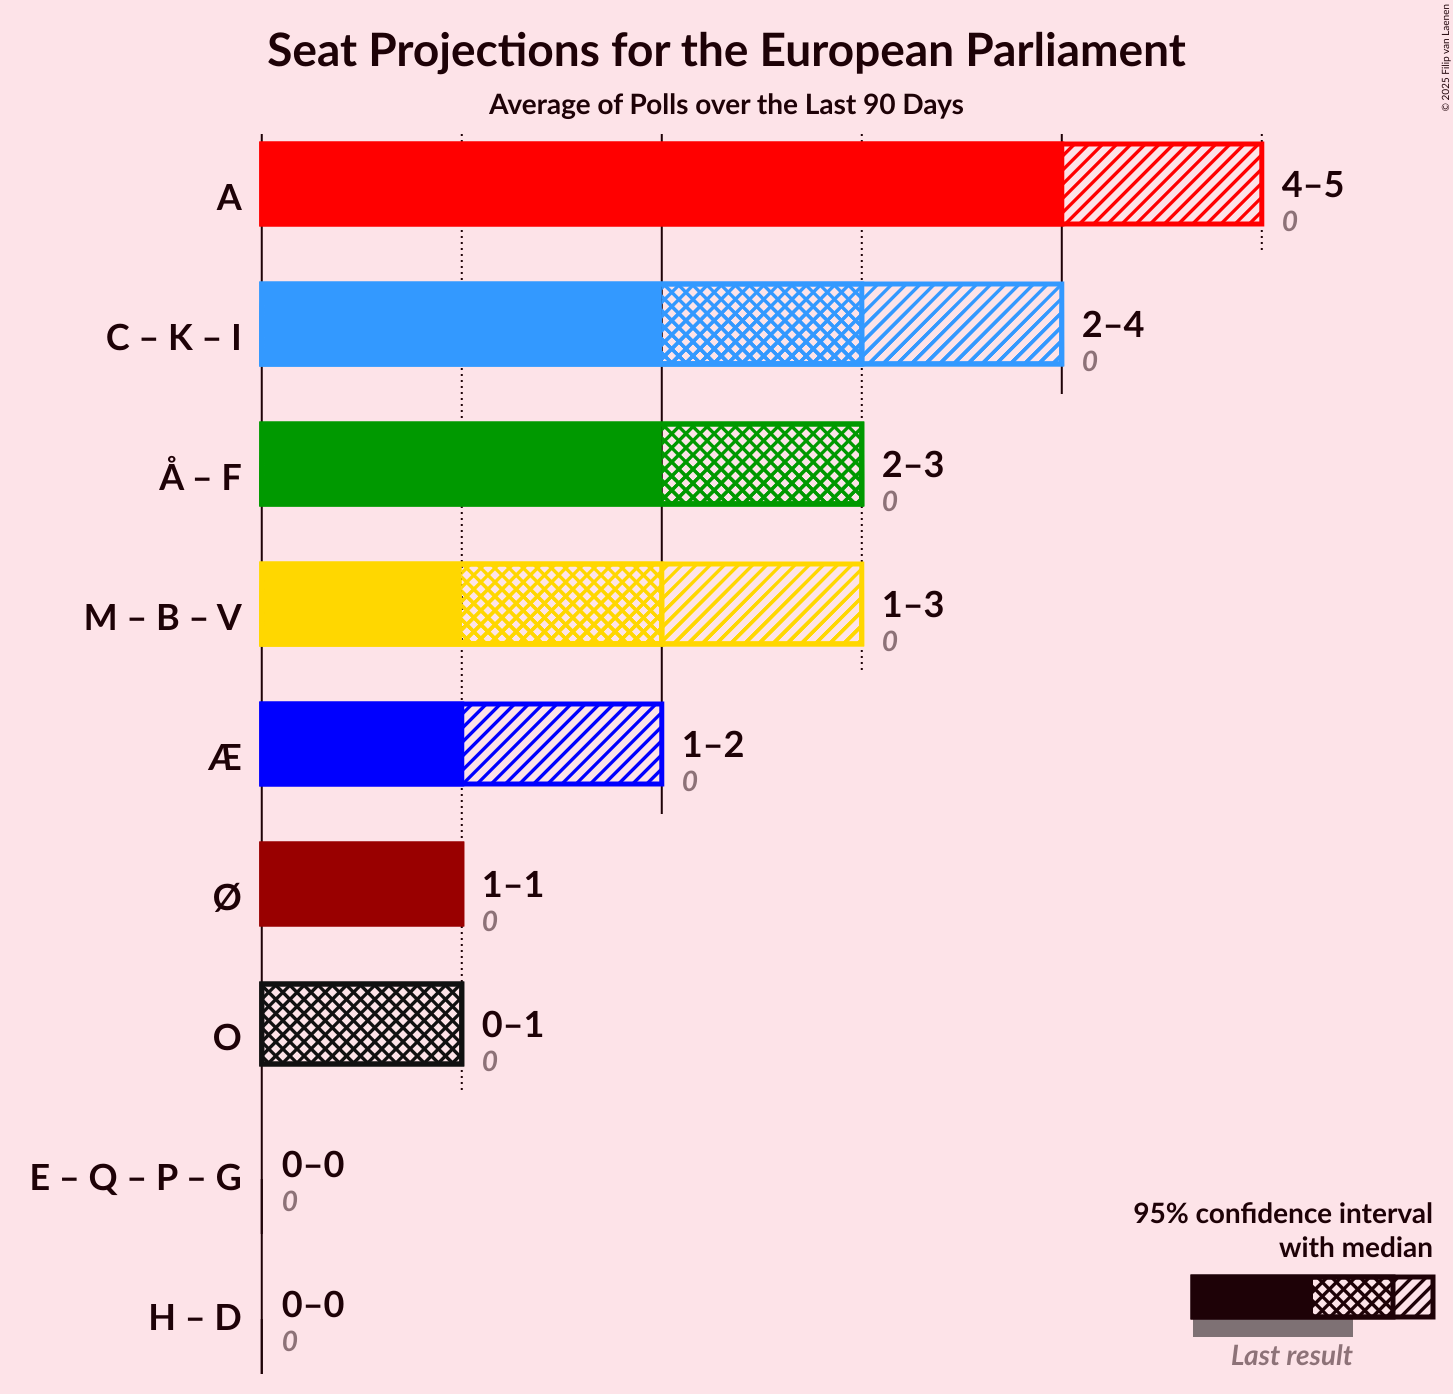 Seat Projections for the European Parliament
Average of Polls over the Last 90 Days
© 2025 Filip van Laenen
A
4–5
0
C – K – I
2–4
0
Å – F
2–3
0
M – B – V
1–3
0
Æ
1–2
0
Ø
1–1
0
O
0–1
0
E – Q – P – G
0–0
0
H – D
0–0
0
95% confidence interval
with median
Last result